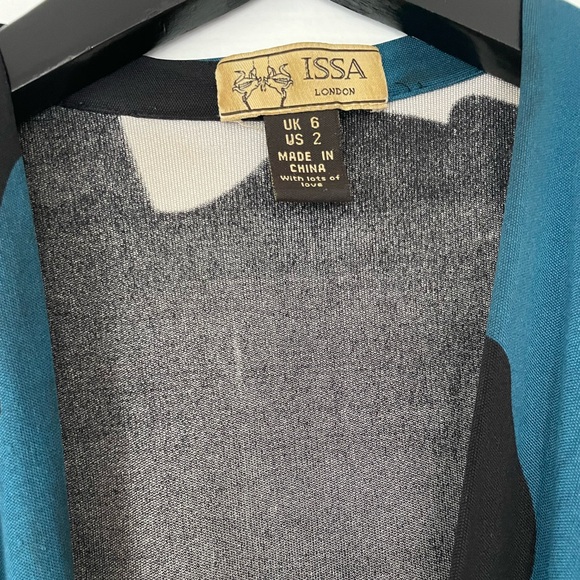 ISSA
LONDON
UK 6
US 2
MADE IN
CHINA
With lots of
love